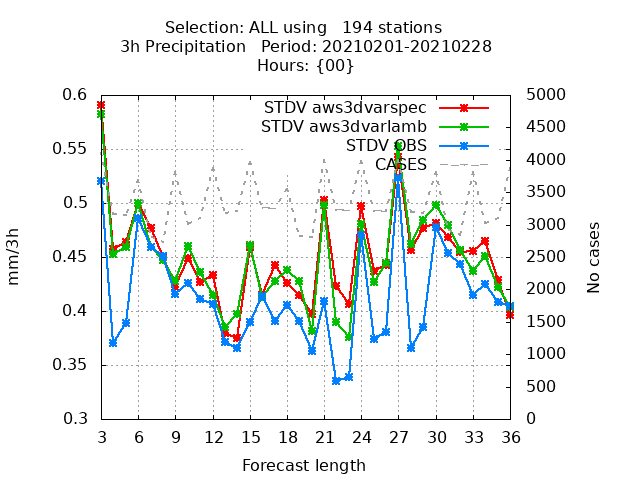 Selection: ALL using   194 stations
3h Precipitation   Period: 20210201-20210228
Hours: {00}
0.6
0.55
0.5
0.45
0.4
0.35
0.3
5000
4500
4000
3500
3000
2500
2000
1500
1000
500
0
STDV aws3dvarspec
STDV aws3dvarlamb
STDV OBS
CASES
mm/3h
No cases
3 6 9 12 15 18 21 24 27 30 33 36
Forecast length